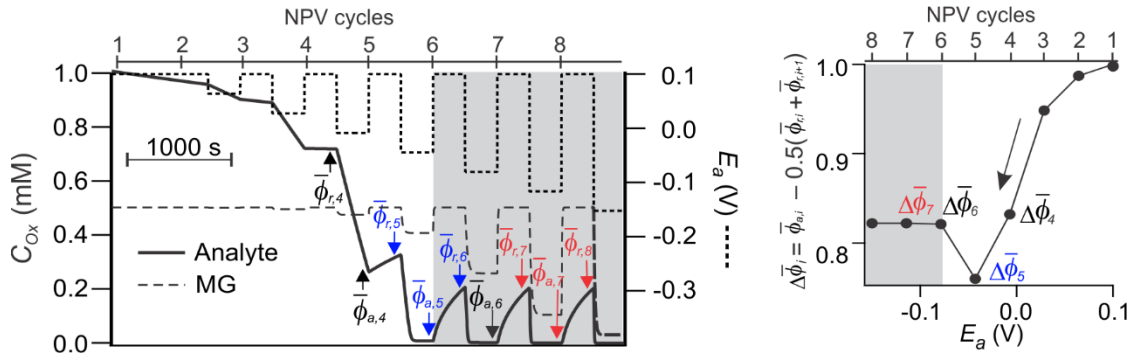 NPV cycles
1 2 3 4 5 6 7 8
1.0
0.8
0.6
0.4
0.2
0.0
C_Ox (mM)
1000 s
Analyte
MG
ϕ̅_r,4
ϕ̅_a,4
ϕ̅_r,5
ϕ̅_a,5
ϕ̅_r,6
ϕ̅_a,6
ϕ̅_r,7
ϕ̅_a,7
ϕ̅_r,8
0.1
0.0
-0.1
-0.2
-0.3
E_a (V)
NPV cycles
8 7 6 5 4 3 2 1
1.0
0.9
0.8
Δϕ̅_i = ϕ̅_a,i − 0.5(ϕ̅_r,i + ϕ̅_r,i+1)
Δϕ̅_7
Δϕ̅_6
Δϕ̅_4
Δϕ̅_5
-0.1 0.0 0.1
E_a (V)